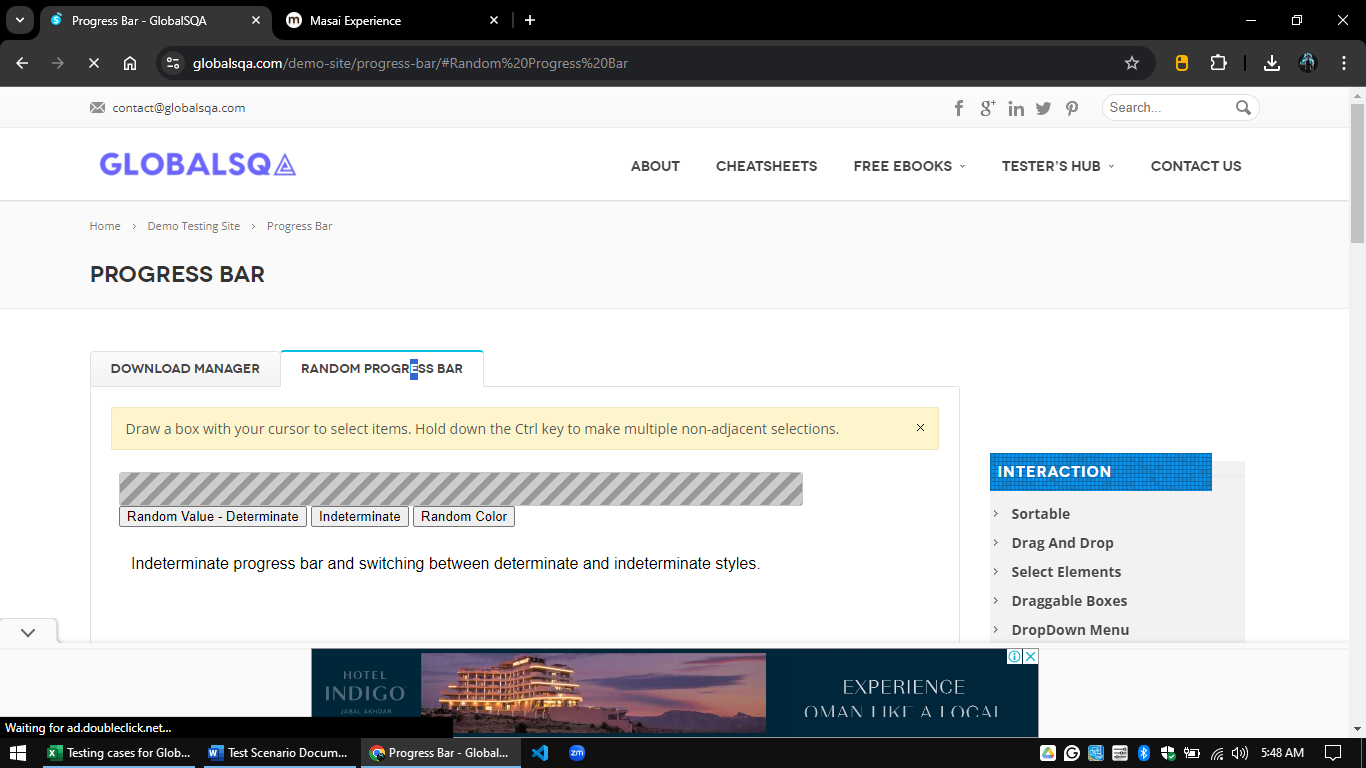 Progress Bar - GlobalSQA
Masai Experience
globalsqa.com/demo-site/progress-bar/#Random%20Progress%20Bar
contact@globalsqa.com
Search...
GLOBALSQA
ABOUT
CHEATSHEETS
FREE EBOOKS
TESTER'S HUB
CONTACT US
Home > Demo Testing Site > Progress Bar
PROGRESS BAR
DOWNLOAD MANAGER
RANDOM PROGRESS BAR
Draw a box with your cursor to select items. Hold down the Ctrl key to make multiple non-adjacent selections.
Random Value - Determinate
Indeterminate
Random Color
Indeterminate progress bar and switching between determinate and indeterminate styles.
INTERACTION
Sortable
Drag And Drop
Select Elements
Draggable Boxes
DropDown Menu
HOTEL
INDIGO
JABAL AKHDAR
EXPERIENCE
OMAN LIKE A LOCAL
Waiting for ad.doubleclick.net...
Testing cases for Glob...
Test Scenario Docum...
Progress Bar - Global...
zm
5:48 AM